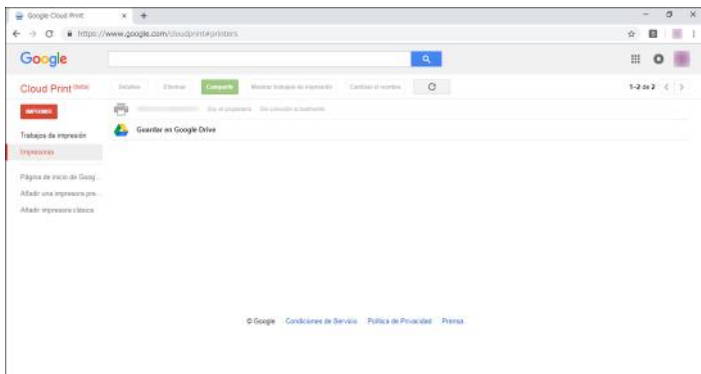 Google Cloud Print
https://www.google.com/cloudprint#printers
Google
Cloud Print (beta) Detalles Eliminar Compartir Mostrar trabajos de impresión Cambiar el nombre 1–2 de 2
IMPRIMIR
Soy el propietario Sin conexión actualmente
Trabajos de impresión Guardar en Google Drive
Impresoras
Página de inicio de Goog...
Añadir una impresora pre...
Añadir impresora clásica
© Google Condiciones de Servicio Política de Privacidad Prensa